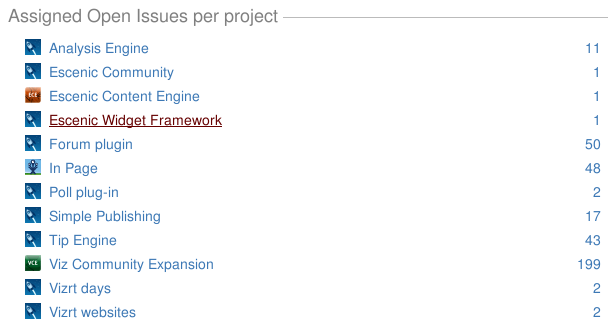 Assigned Open Issues per project
Analysis Engine 11
Escenic Community 1
ECE Escenic Content Engine 1
Escenic Widget Framework 1
Forum plugin 50
In Page 48
Poll plug-in 2
Simple Publishing 17
Tip Engine 43
VCE Viz Community Expansion 199
Vizrt days 2
Vizrt websites 2